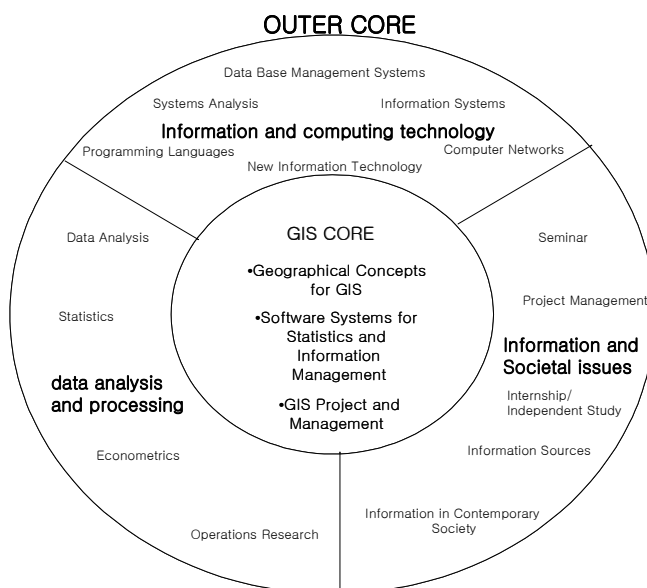 OUTER CORE
Data Base Management Systems
Systems Analysis
Information Systems
Information and computing technology
Programming Languages
Computer Networks
New Information Technology
GIS CORE
•Geographical Concepts
for GIS
•Software Systems for
Statistics and
Information
Management
•GIS Project and
Management
Data Analysis
Statistics
data analysis
and processing
Econometrics
Operations Research
Seminar
Project Management
Information and
Societal issues
Internship/
Independent Study
Information Sources
Information in Contemporary
Society